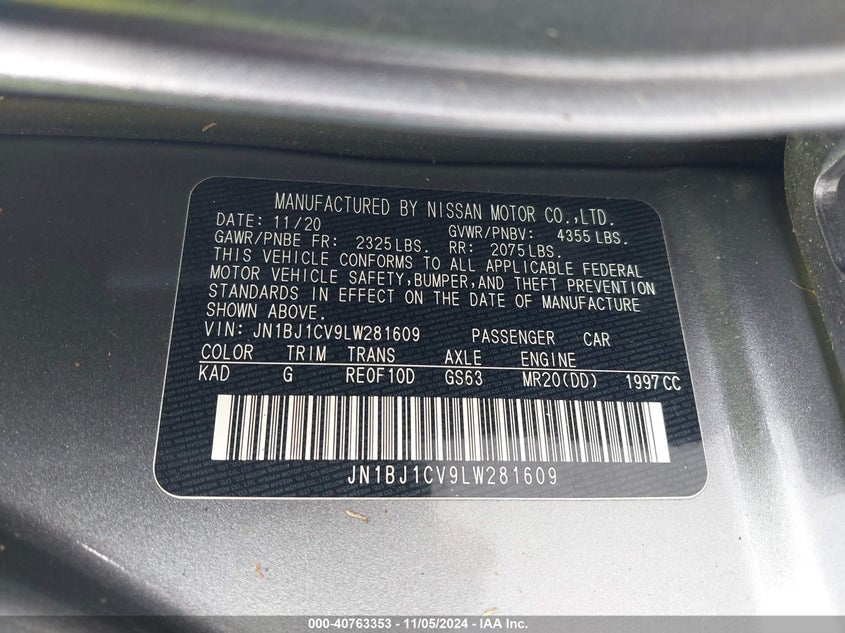 MANUFACTURED BY NISSAN MOTOR CO.,LTD.
DATE: 11/20 GVWR/PNBV: 4355 LBS.
GAWR/PNBE FR: 2325 LBS. RR: 2075 LBS.
THIS VEHICLE CONFORMS TO ALL APPLICABLE FEDERAL
MOTOR VEHICLE SAFETY, BUMPER, AND THEFT PREVENTION
STANDARDS IN EFFECT ON THE DATE OF MANUFACTURE
SHOWN ABOVE.
VIN: JN1BJ1CV9LW281609 PASSENGER CAR
COLOR TRIM TRANS AXLE ENGINE
KAD G RE0F10D GS63 MR20(DD) 1997CC
JN1BJ1CV9LW281609
000-40763353 - 11/05/2024 - IAA Inc.